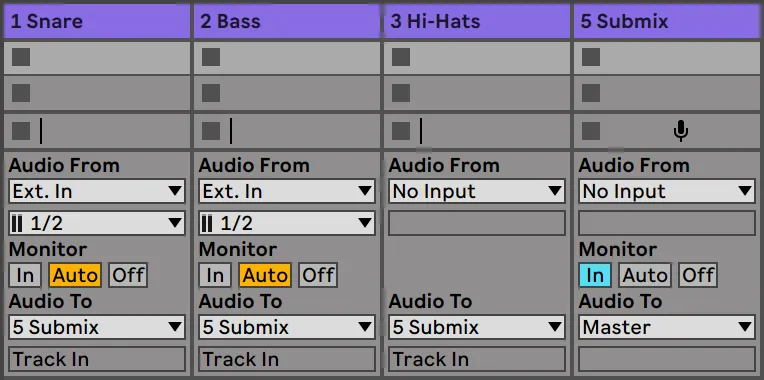 1 Snare 2 Bass 3 Hi-Hats 5 Submix
Audio From Audio From Audio From Audio From
Ext. In Ext. In No Input No Input
1/2 1/2
Monitor Monitor Monitor
In Auto Off In Auto Off In Auto Off
Audio To Audio To Audio To Audio To
5 Submix 5 Submix 5 Submix Master
Track In Track In Track In